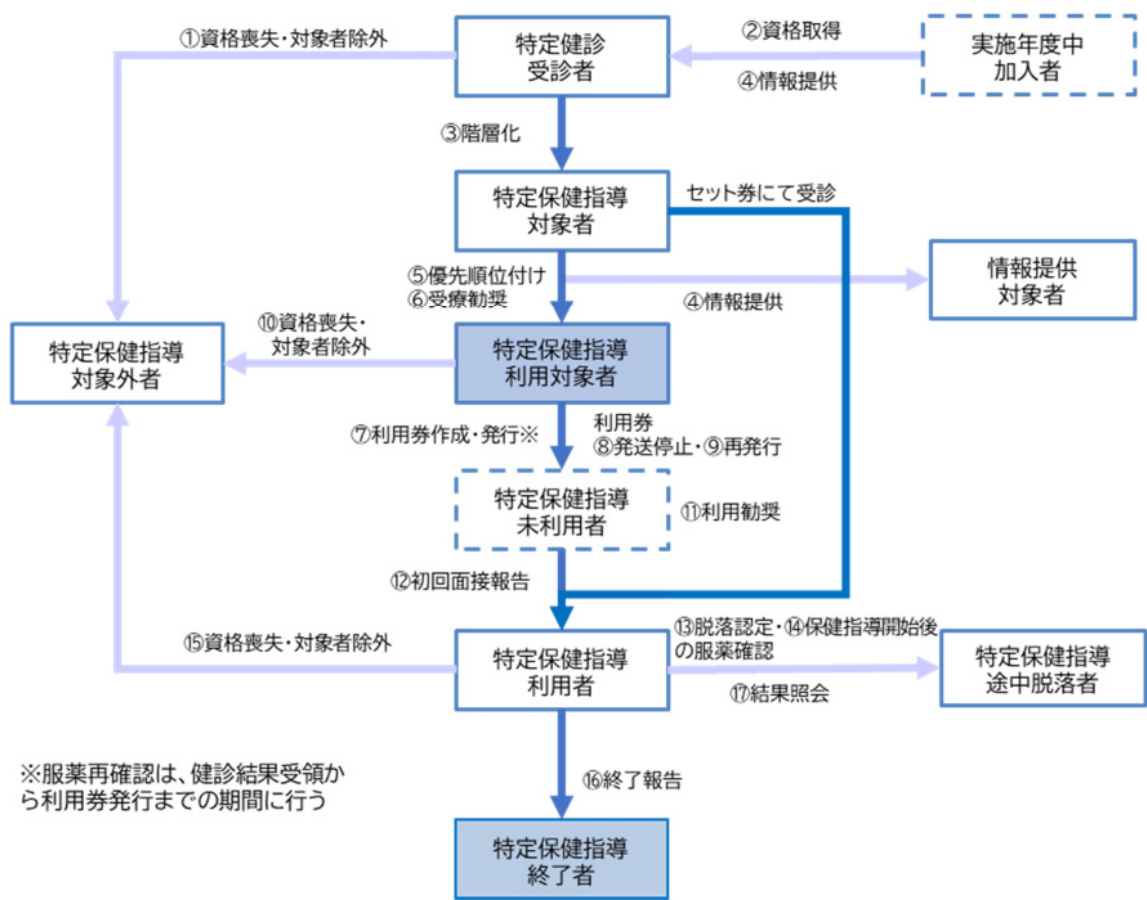 ①資格喪失・対象者除外
特定健診
受診者
②資格取得
④情報提供
実施年度中
加入者
③階層化
特定保健指導
対象者
セット券にて受診
⑤優先順位付け
⑥受療勧奨
④情報提供
情報提供
対象者
⑩資格喪失・
対象者除外
特定保健指導
対象外者
特定保健指導
利用対象者
⑦利用券作成・発行※
利用券
⑧発送停止・⑨再発行
特定保健指導
未利用者
⑪利用勧奨
⑫初回面接報告
⑮資格喪失・対象者除外
特定保健指導
利用者
⑬脱落認定・⑭保健指導開始後
の服薬確認
⑰結果照会
特定保健指導
途中脱落者
※服薬再確認は、健診結果受領か
ら利用券発行までの期間に行う
⑯終了報告
特定保健指導
終了者